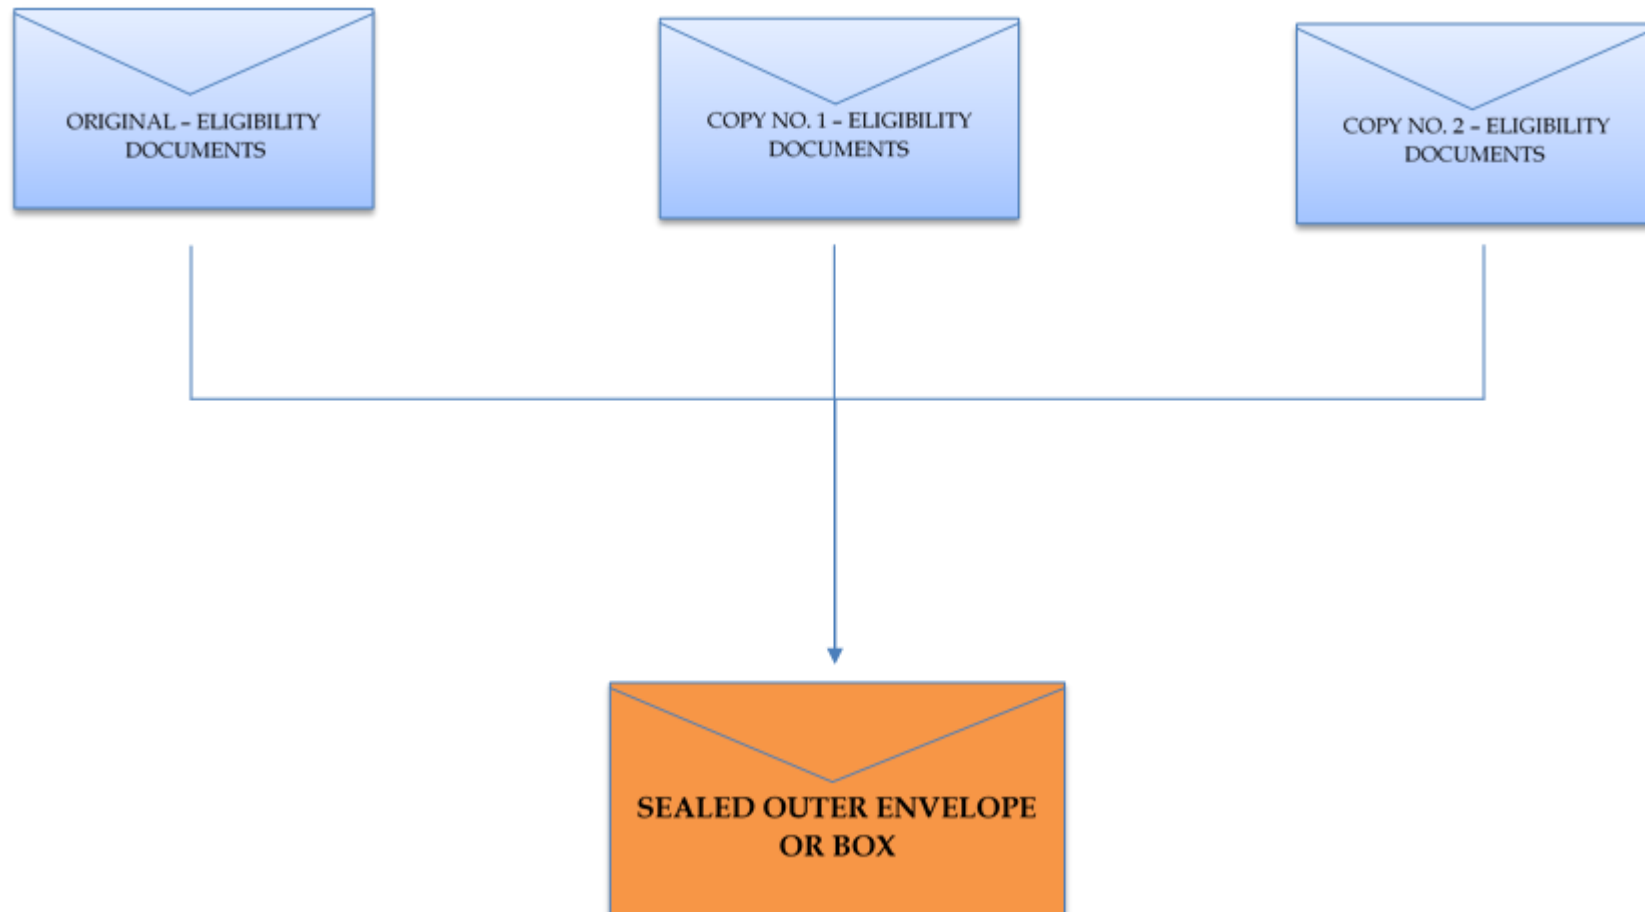 ORIGINAL – ELIGIBILITY
DOCUMENTS
COPY NO. 1 – ELIGIBILITY
DOCUMENTS
COPY NO. 2 – ELIGIBILITY
DOCUMENTS
SEALED OUTER ENVELOPE
OR BOX